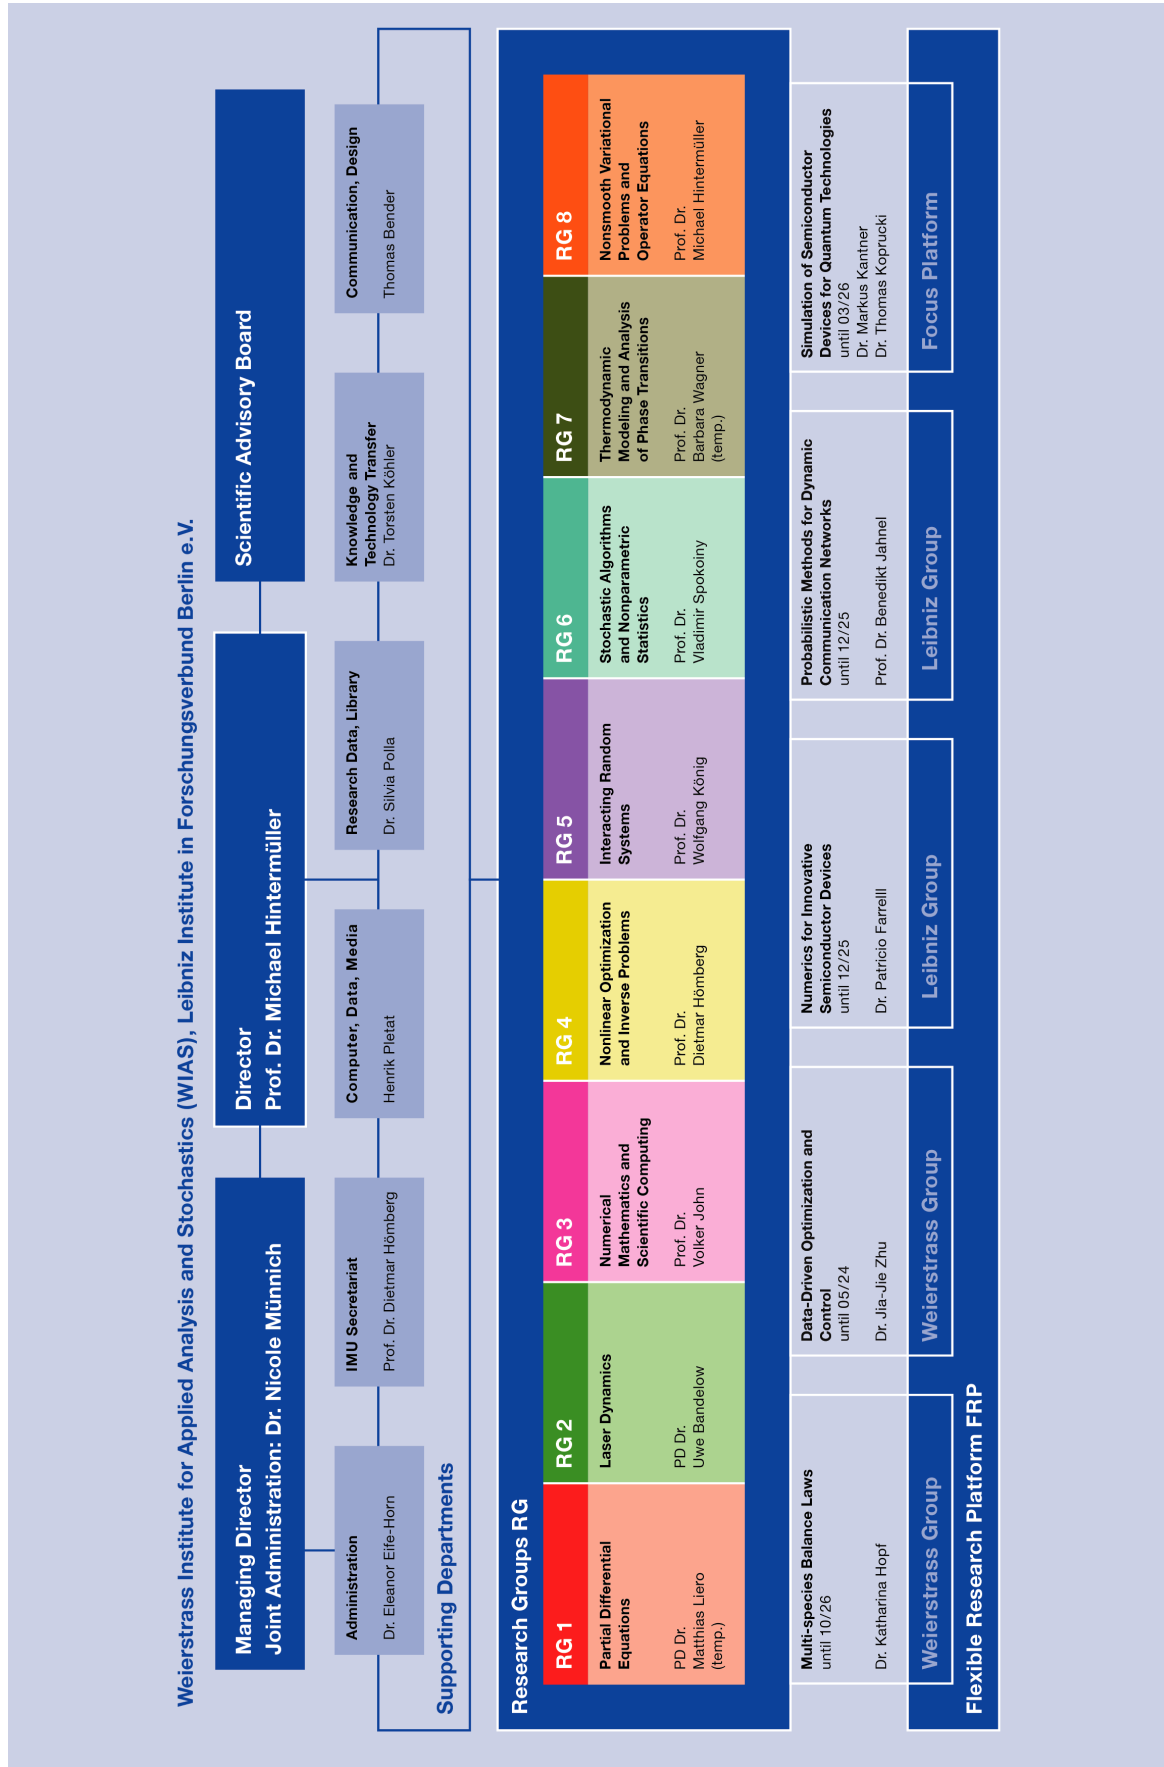 Weierstrass Institute for Applied Analysis and Stochastics (WIAS), Leibniz Institute in Forschungsverbund Berlin e.V.
Managing Director
Joint Administration: Dr. Nicole Münnich
Director
Prof. Dr. Michael Hintermüller
Scientific Advisory Board
Administration
Dr. Eleanor Eife-Horn
IMU Secretariat
Prof. Dr. Dietmar Hömberg
Computer, Data, Media
Henrik Pletat
Research Data, Library
Dr. Silvia Polla
Knowledge and
Technology Transfer
Dr. Torsten Köhler
Communication, Design
Thomas Bender
Supporting Departments
Research Groups RG
RG 1
Partial Differential
Equations
PD Dr.
Matthias Liero
(temp.)
RG 2
Laser Dynamics
PD Dr.
Uwe Bandelow
RG 3
Numerical
Mathematics and
Scientific Computing
Prof. Dr.
Volker John
RG 4
Nonlinear Optimization
and Inverse Problems
Prof. Dr.
Dietmar Hömberg
RG 5
Interacting Random
Systems
Prof. Dr.
Wolfgang König
RG 6
Stochastic Algorithms
and Nonparametric
Statistics
Prof. Dr.
Vladimir Spokoiny
RG 7
Thermodynamic
Modeling and Analysis
of Phase Transitions
Prof. Dr.
Barbara Wagner
(temp.)
RG 8
Nonsmooth Variational
Problems and
Operator Equations
Prof. Dr.
Michael Hintermüller
Multi-species Balance Laws
until 10/26
Dr. Katharina Hopf
Weierstrass Group
Data-Driven Optimization and
Control
until 05/24
Dr. Jia-Jie Zhu
Weierstrass Group
Numerics for Innovative
Semiconductor Devices
until 12/25
Dr. Patricio Farrelll
Leibniz Group
Probabilistic Methods for Dynamic
Communication Networks
until 12/25
Prof. Dr. Benedikt Jahnel
Leibniz Group
Simulation of Semiconductor
Devices for Quantum Technologies
until 03/26
Dr. Markus Kantner
Dr. Thomas Koprucki
Focus Platform
Flexible Research Platform FRP